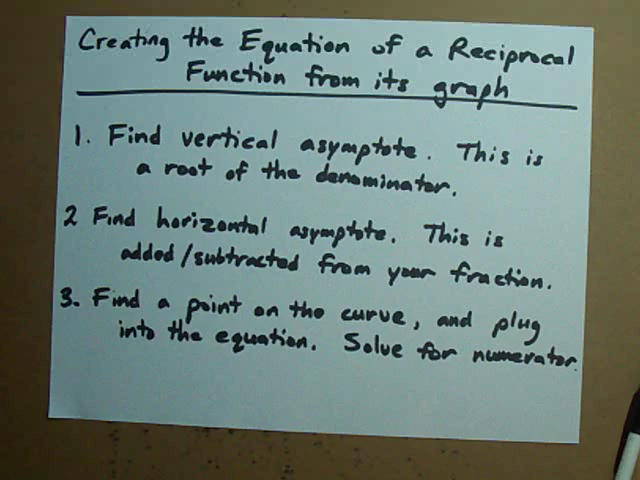 Creating the Equation of a Reciprocal
Function from its graph
1. Find vertical asymptote. This is
a root of the denominator.
2 Find horizontal asymptote. This is
added/subtracted from your fraction.
3. Find a point on the curve, and plug
into the equation. Solve for numerator.